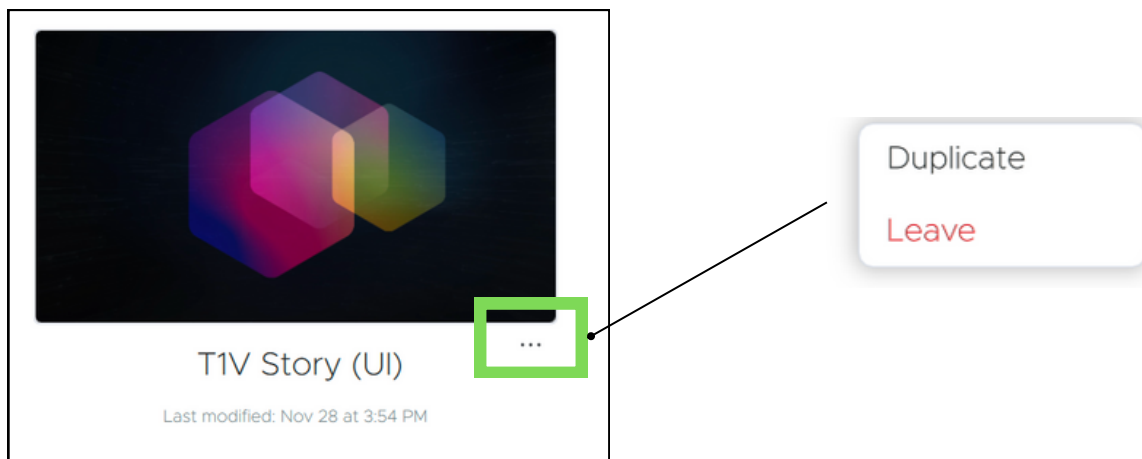 ...
T1V Story (UI)
Last modified: Nov 28 at 3:54 PM
Duplicate
Leave